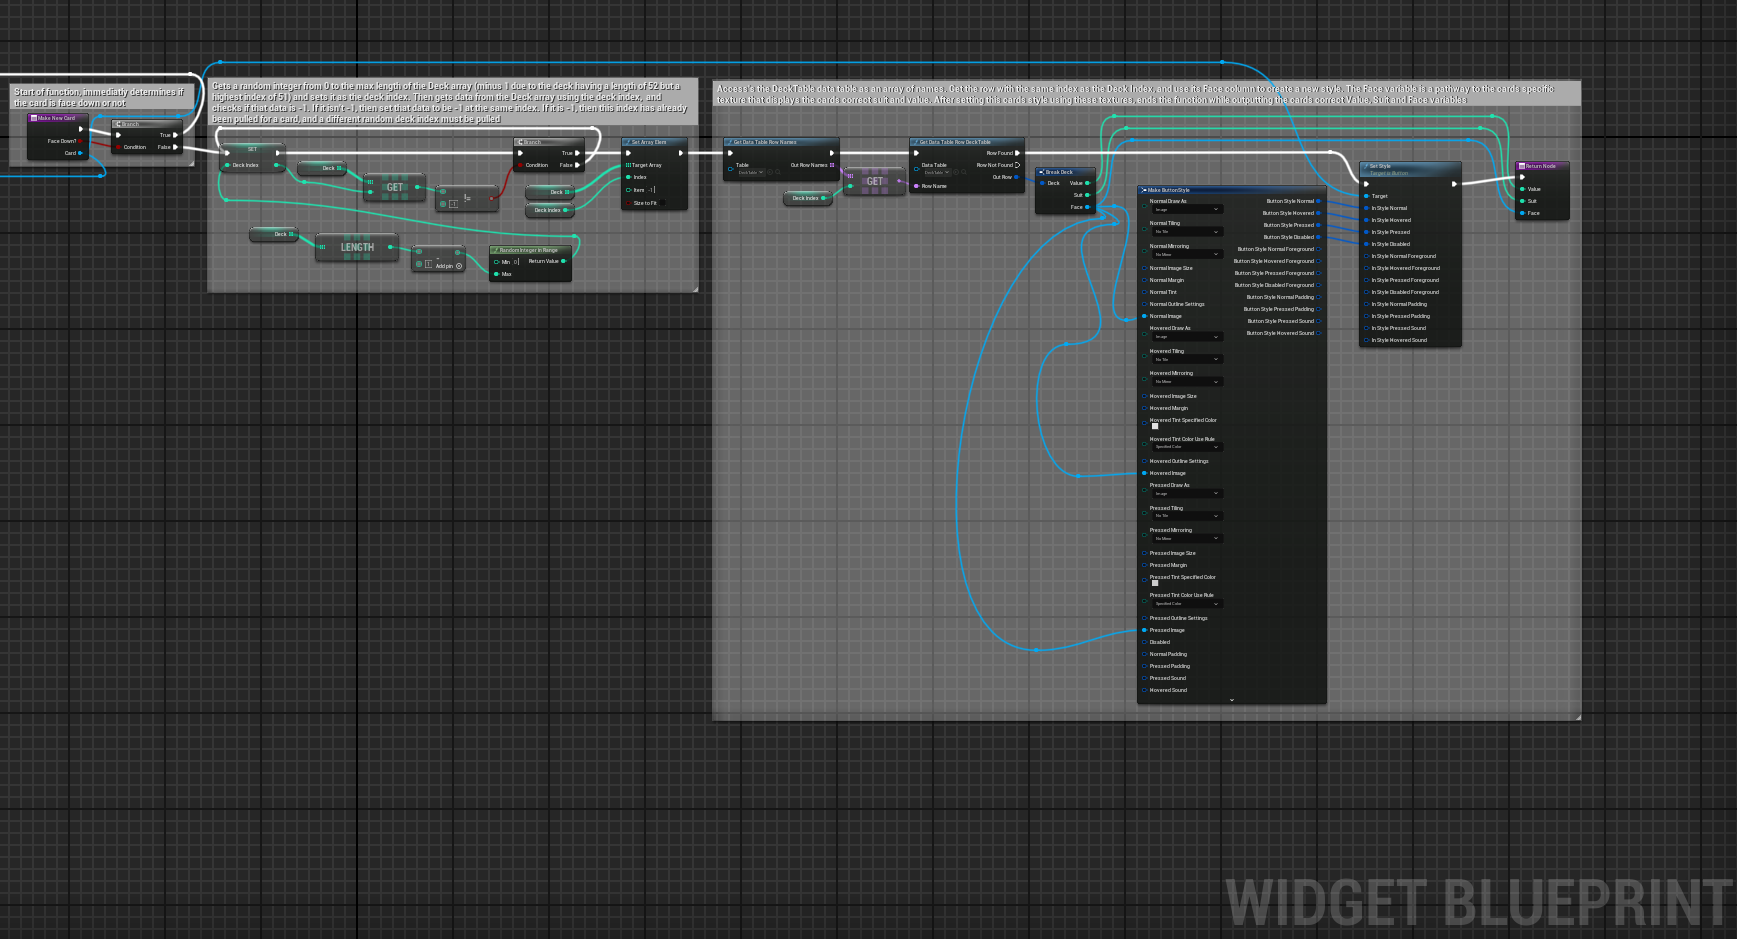 Start of function, immediatly determines if
the card is face down or not
Make New Card
Face Down?
Card
Branch
True
Condition
False
Gets a random integer from 0 to the max length of the Deck array (minus 1 due to the deck having a length of 52 but a
highest index of 51) and sets it as the deck index. Then gets data from the Deck array using the deck index, and
checks if that data is -1. If it isn't -1, then set that data to be -1 at the same index. If it is -1, then this index has already
been pulled for a card, and a different random deck index must be pulled
SET
Deck Index
Deck
GET
!=
-1
Branch
True
Condition
False
Deck
Deck Index
Set Array Elem
Target Array
Index
Item -1
Size to Fit
Deck
LENGTH
-
1
Add pin
Random Integer in Range
Min 0
Return Value
Max
Access's the DeckTable data table as an array of names. Get the row with the same index as the Deck Index, and use its Face column to create a new style. The Face variable is a pathway to the cards specific
texture that displays the cards correct suit and value. After setting this cards style using these textures, ends the function while outputting the cards correct Value, Suit and Face variables
Get Data Table Row Names
Table
Out Row Names
DeckTable
Deck Index
GET
Get Data Table Row DeckTable
Row Found
Data Table
Row Not Found
DeckTable
Out Row
Row Name
Break Deck
Deck
Value
Suit
Face
Make ButtonStyle
Normal Draw As
Image
Normal Tiling
No Tile
Normal Mirroring
No Mirror
Normal Image Size
Normal Margin
Normal Tint
Normal Outline Settings
Normal Image
Hovered Draw As
Image
Hovered Tiling
No Tile
Hovered Mirroring
No Mirror
Hovered Image Size
Hovered Margin
Hovered Tint Specified Color
Hovered Tint Color Use Rule
Specified Color
Hovered Outline Settings
Hovered Image
Pressed Draw As
Image
Pressed Tiling
No Tile
Pressed Mirroring
No Mirror
Pressed Image Size
Pressed Margin
Pressed Tint Specified Color
Pressed Tint Color Use Rule
Specified Color
Pressed Outline Settings
Pressed Image
Disabled
Normal Padding
Pressed Padding
Pressed Sound
Hovered Sound
Button Style Normal
Button Style Hovered
Button Style Pressed
Button Style Disabled
Button Style Normal Foreground
Button Style Hovered Foreground
Button Style Pressed Foreground
Button Style Disabled Foreground
Button Style Normal Padding
Button Style Pressed Padding
Button Style Pressed Sound
Button Style Hovered Sound
Set Style
Target is Button
Target
In Style Normal
In Style Hovered
In Style Pressed
In Style Disabled
In Style Normal Foreground
In Style Hovered Foreground
In Style Pressed Foreground
In Style Disabled Foreground
In Style Normal Padding
In Style Pressed Padding
In Style Pressed Sound
In Style Hovered Sound
Return Node
Value
Suit
Face
WIDGET BLUEPRINT